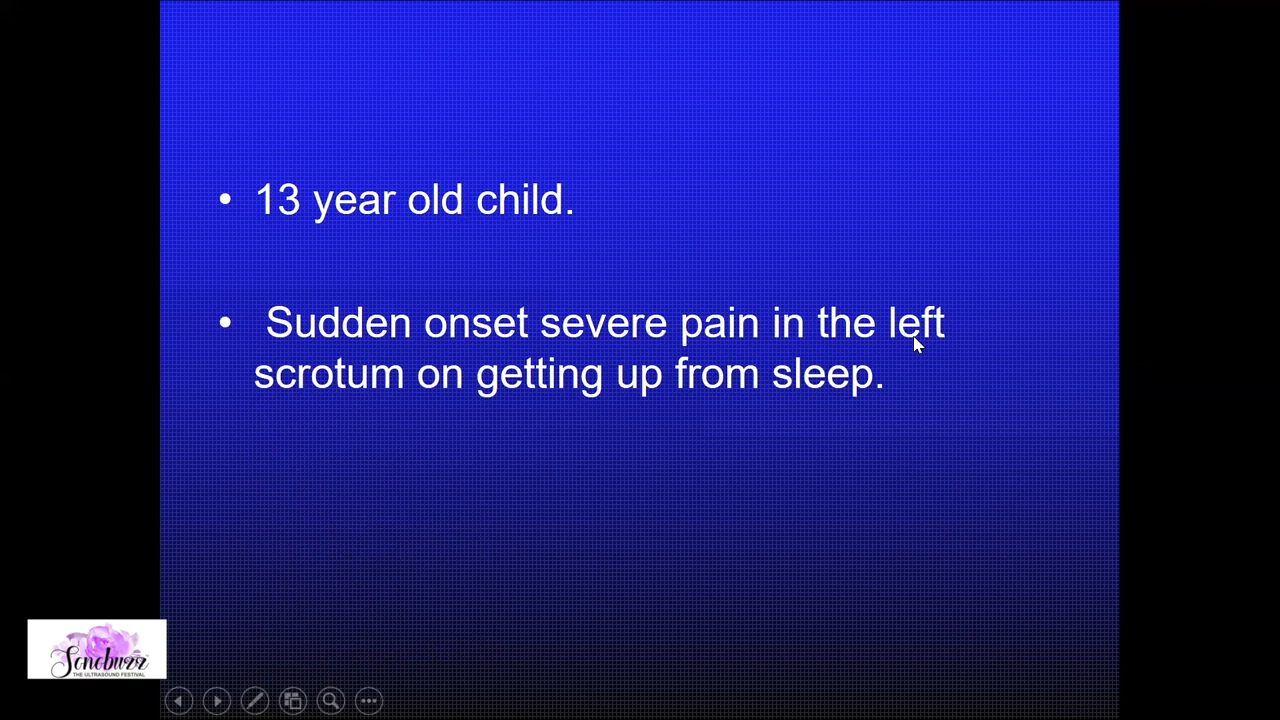 • 13 year old child.
• Sudden onset severe pain in the left
scrotum on getting up from sleep.
Sonobuzz
THE ULTRASOUND FESTIVAL